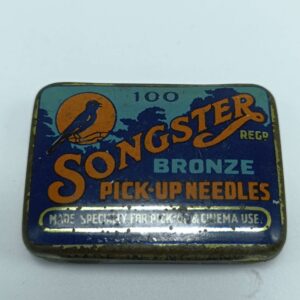 100
SONGSTER
REGD
BRONZE
PICK-UP NEEDLES
MADE SPECIALLY FOR PICK-UP & CINEMA USE.